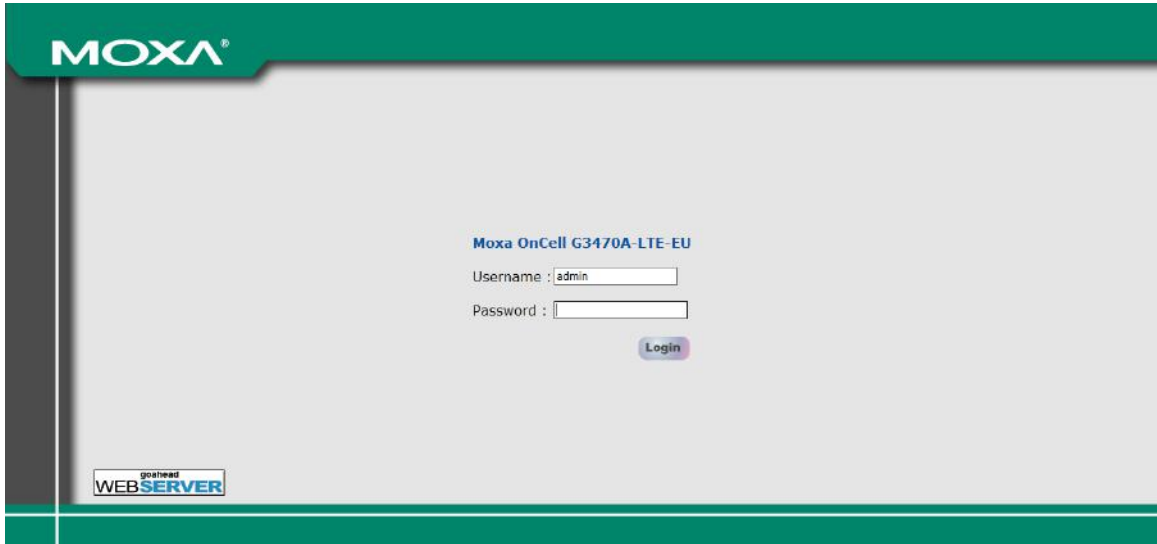 MOXA®
Moxa OnCell G3470A-LTE-EU
Username : admin
Password :
Login
goahead
WEBSERVER